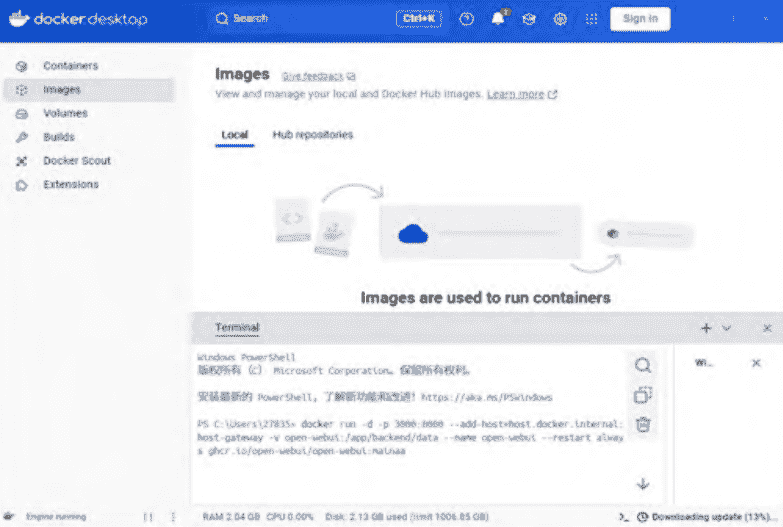 docker desktop
Search
Ctrl+K
Sign in
Containers
Images
Volumes
Builds
Docker Scout
Extensions
Images
Give feedback
View and manage your local and Docker Hub images. Learn more
Local
Hub repositories
Images are used to run containers
Terminal
Windows PowerShell
版权所有 (C) Microsoft Corporation。保留所有权利。
安装最新的 PowerShell，了解新功能和改进！https://aka.ms/PSWindows
PS C:\Users\27835> docker run -d -p 3000:8080 --add-host=host.docker.internal:
host-gateway -v open-webui:/app/backend/data --name open-webui --restart alway
s ghcr.io/open-webui/open-webui:mainaa
Wi...
Engine running
RAM 2.04 GB CPU 0.00% Disk: 2.13 GB used (limit 1006.85 GB)
Downloading update (13%)